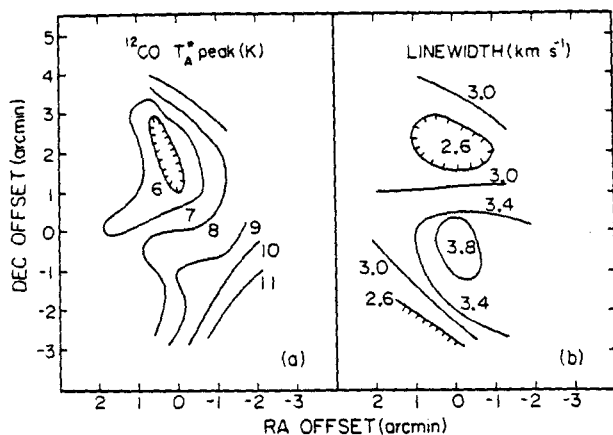 ¹²CO T*A peak (K)
LINEWIDTH (km s⁻¹)
DEC OFFSET (arcmin)
5
4
3
2
1
0
-1
-2
-3
6
7
8
9
10
11
(a)
3.0
2.6
3.0
3.4
3.8
3.0
2.6
3.4
(b)
2 1 0 -1 -2 -3
2 1 0 -1 -2 -3
RA OFFSET (arcmin)